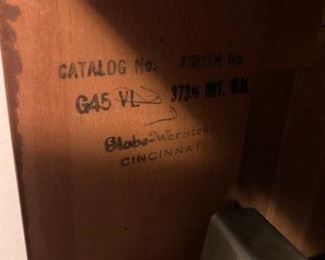 CATALOG No. FINISH No
G45 VL 373
Globe-Wernicke
CINCINNATI